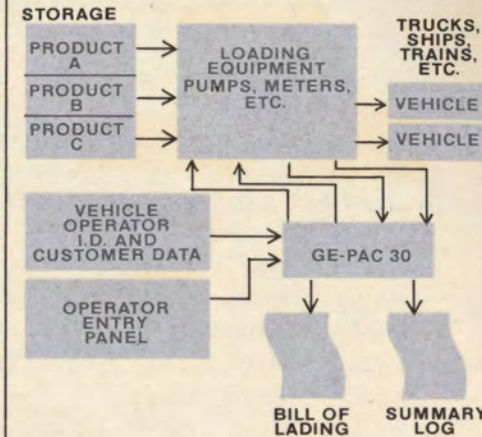 STORAGE
PRODUCT
A
PRODUCT
B
PRODUCT
C
LOADING
EQUIPMENT
PUMPS, METERS,
ETC.
TRUCKS,
SHIPS,
TRAINS,
ETC.
VEHICLE
VEHICLE
VEHICLE
OPERATOR
I.D. AND
CUSTOMER DATA
OPERATOR
ENTRY
PANEL
GE-PAC 30
BILL OF
LADING
SUMMARY
LOG